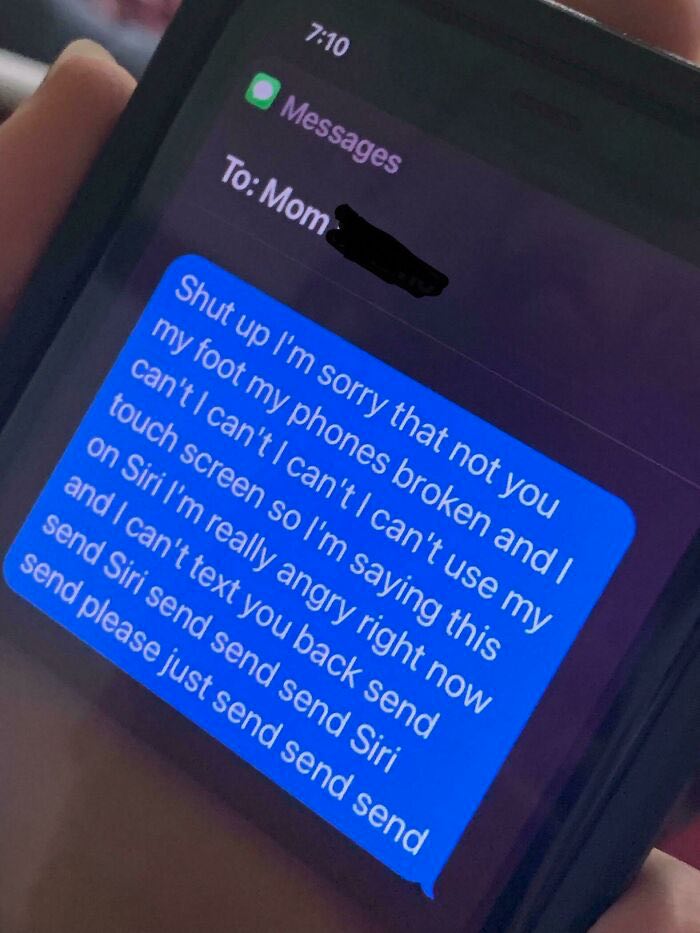 7:10
Messages
To: Mom
Shut up I'm sorry that not you
my foot my phones broken and I
can't I can't I can't I can't use my
touch screen so I'm saying this
on Siri I'm really angry right now
and I can't text you back send
send Siri send send send Siri
send please just send send send